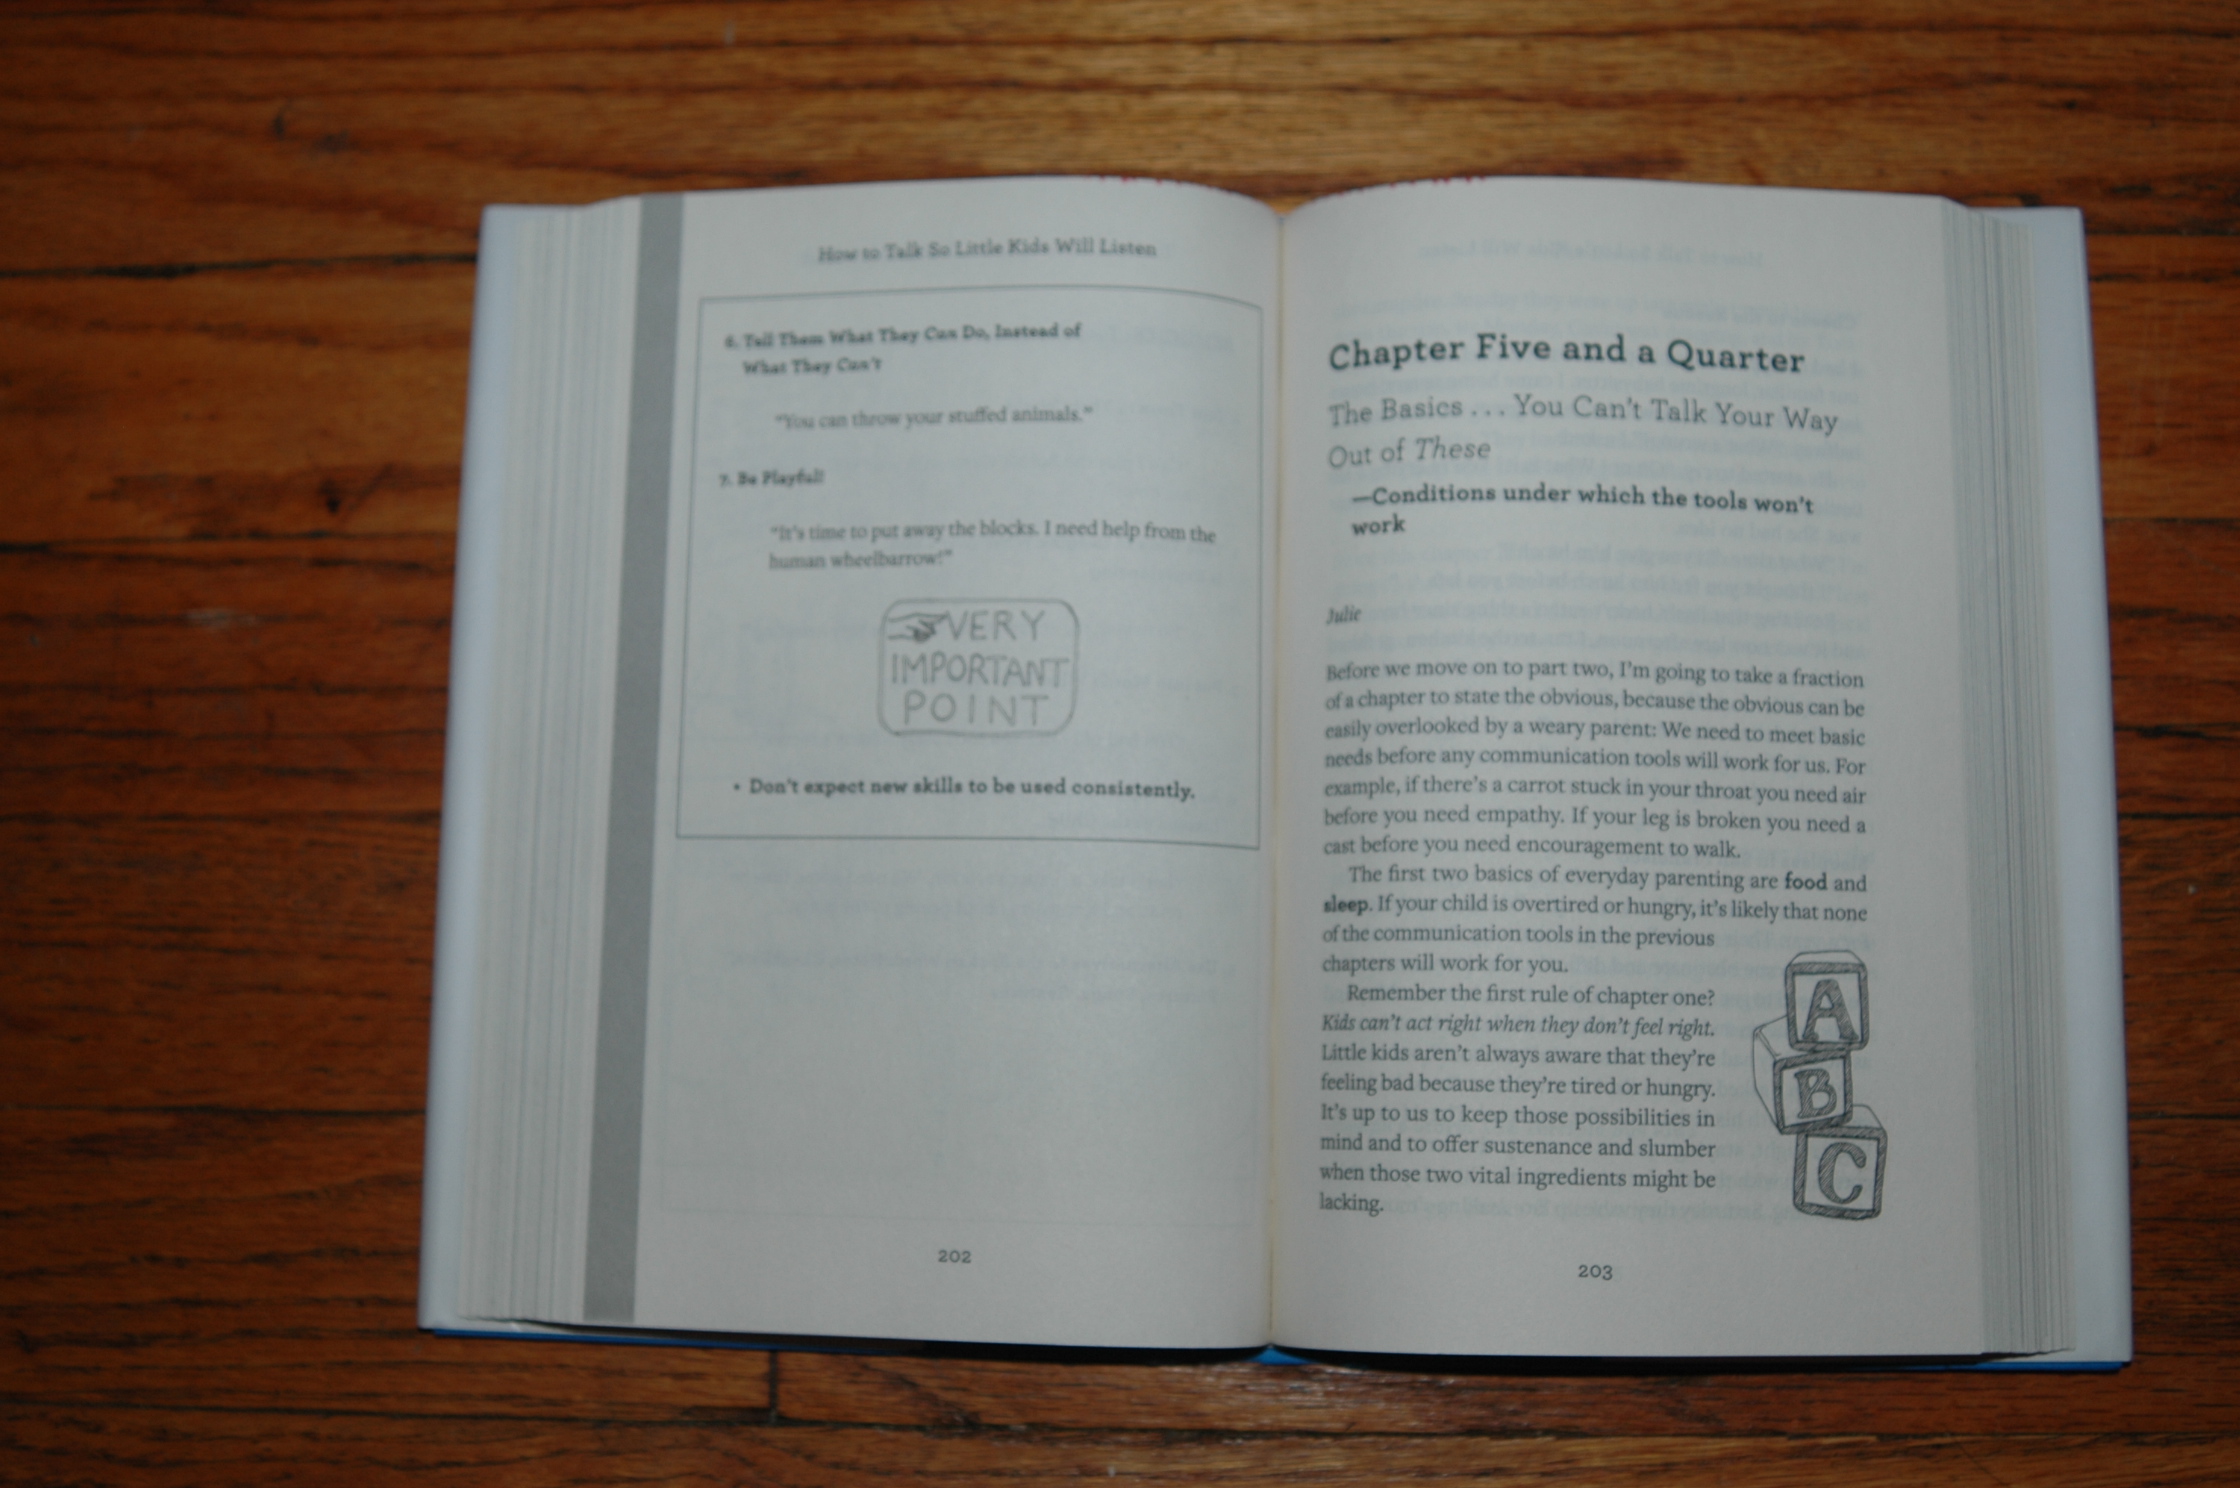 How to Talk So Little Kids Will Listen
6. Tell Them What They Can Do, Instead of
What They Can't
"You can throw your stuffed animals."
7. Be Playful!
"It's time to put away the blocks. I need help from the
human wheelbarrow!"
VERY
IMPORTANT
POINT
• Don't expect new skills to be used consistently.
202
Chapter Five and a Quarter
The Basics . . . You Can't Talk Your Way
Out of These
—Conditions under which the tools won't
work
Julie
Before we move on to part two, I'm going to take a fraction
of a chapter to state the obvious, because the obvious can be
easily overlooked by a weary parent: We need to meet basic
needs before any communication tools will work for us. For
example, if there's a carrot stuck in your throat you need air
before you need empathy. If your leg is broken you need a
cast before you need encouragement to walk.
The first two basics of everyday parenting are food and
sleep. If your child is overtired or hungry, it's likely that none
of the communication tools in the previous
chapters will work for you.
Remember the first rule of chapter one?
Kids can't act right when they don't feel right.
Little kids aren't always aware that they're
feeling bad because they're tired or hungry.
It's up to us to keep those possibilities in
mind and to offer sustenance and slumber
when those two vital ingredients might be
lacking.
A
B
C
203